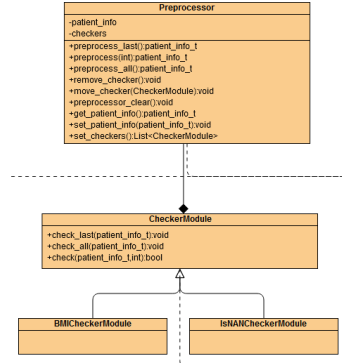 Preprocessor
-patient_info
-checkers
+preprocess_last():patient_info_t
+preprocess(int):patient_info_t
+preprocess_all():patient_info_t
+remove_checker():void
+move_checker(CheckerModule):void
+preprocessor_clear():void
+get_patient_info():patient_info_t
+set_patient_info(patient_info_t):void
+set_checkers():List<CheckerModule>
CheckerModule
+check_last(patient_info_t):void
+check_all(patient_info_t):void
+check(patient_info_t,int):bool
BMICheckerModule
IsNANCheckerModule